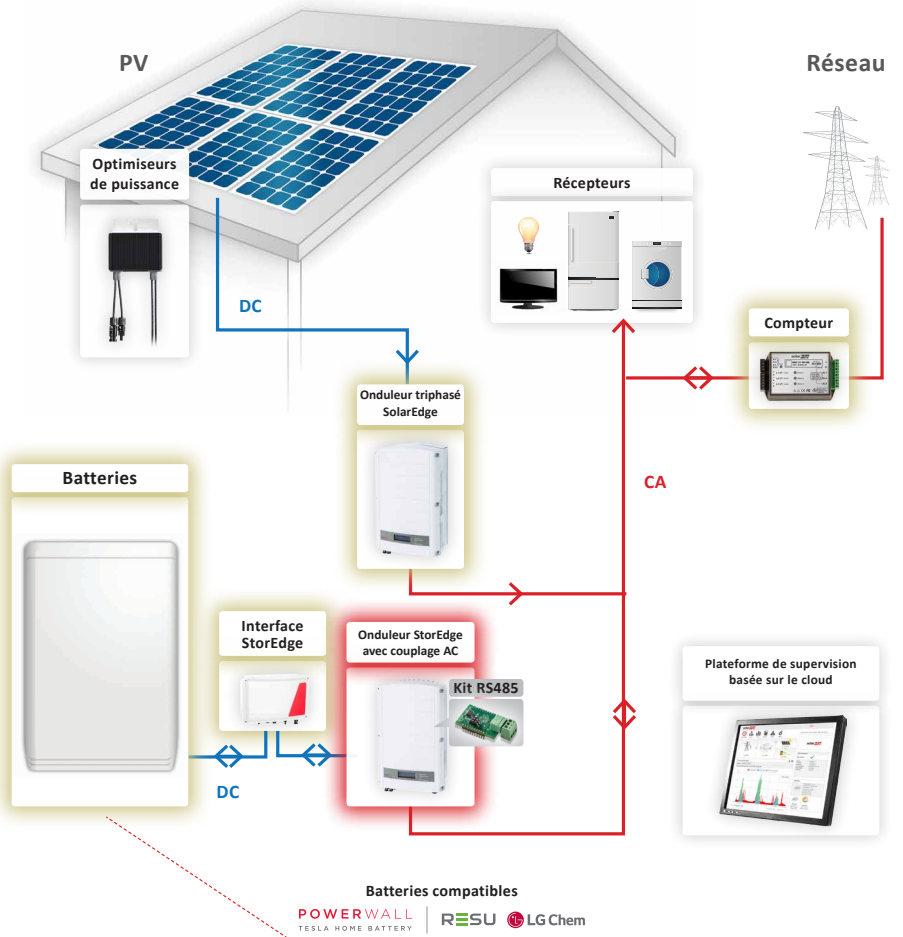 PV
Réseau
Optimiseurs
de puissance
Récepteurs
DC
Compteur
Onduleur triphasé
SolarEdge
Batteries
CA
Interface
StorEdge
Onduleur StorEdge
avec couplage AC
Kit RS485
Plateforme de supervision
basée sur le cloud
DC
Batteries compatibles
POWERWALL
TESLA HOME BATTERY
RESU
LG Chem